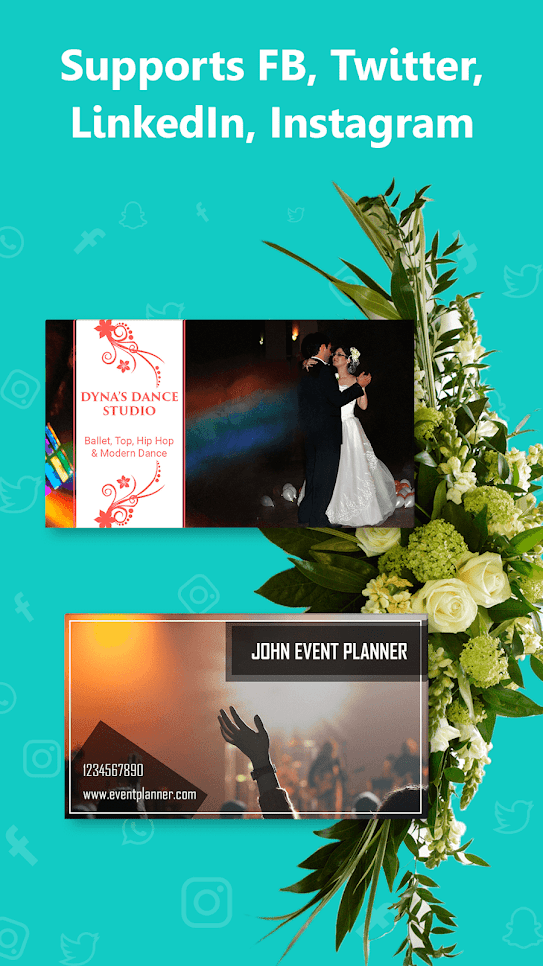 Supports FB, Twitter,
LinkedIn, Instagram
DYNA'S DANCE
STUDIO
Ballet, Top, Hip Hop
& Modern Dance
JOHN EVENT PLANNER
1234567890
www.eventplanner.com